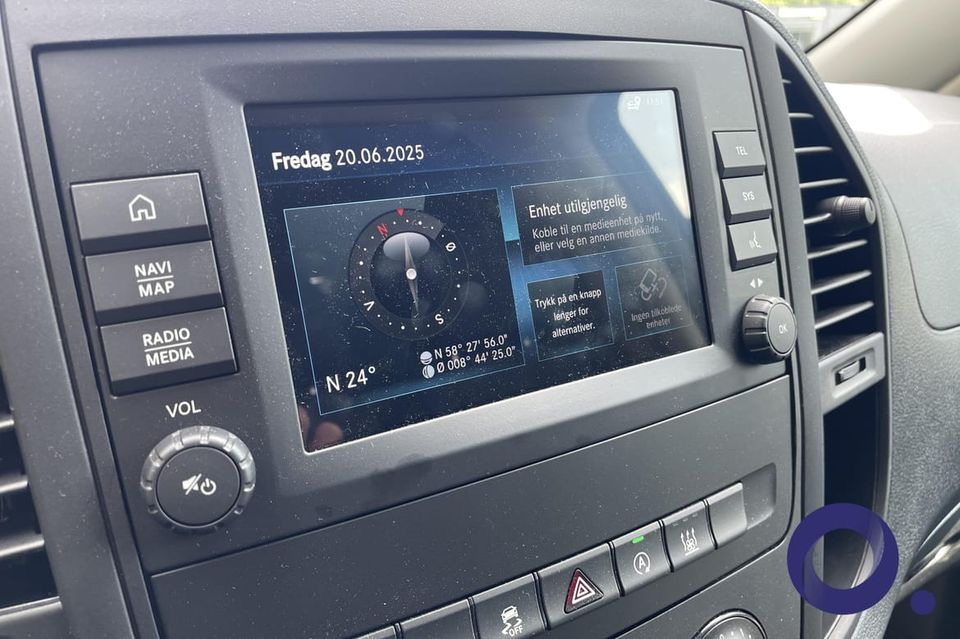 Fredag 20.06.2025
N
Ø
S
V
N 24°
N 58° 27' 56.0"
Ø 008° 44' 25.0"
Enhet utilgjengelig
Koble til en medieenhet på nytt,
eller velg en annen mediekilde.
Trykk på en knapp
lenger for
alternativer.
Ingen tilkoblede
enheter
NAVI
MAP
RADIO
MEDIA
VOL
TEL
SYS
OK
OFF
A